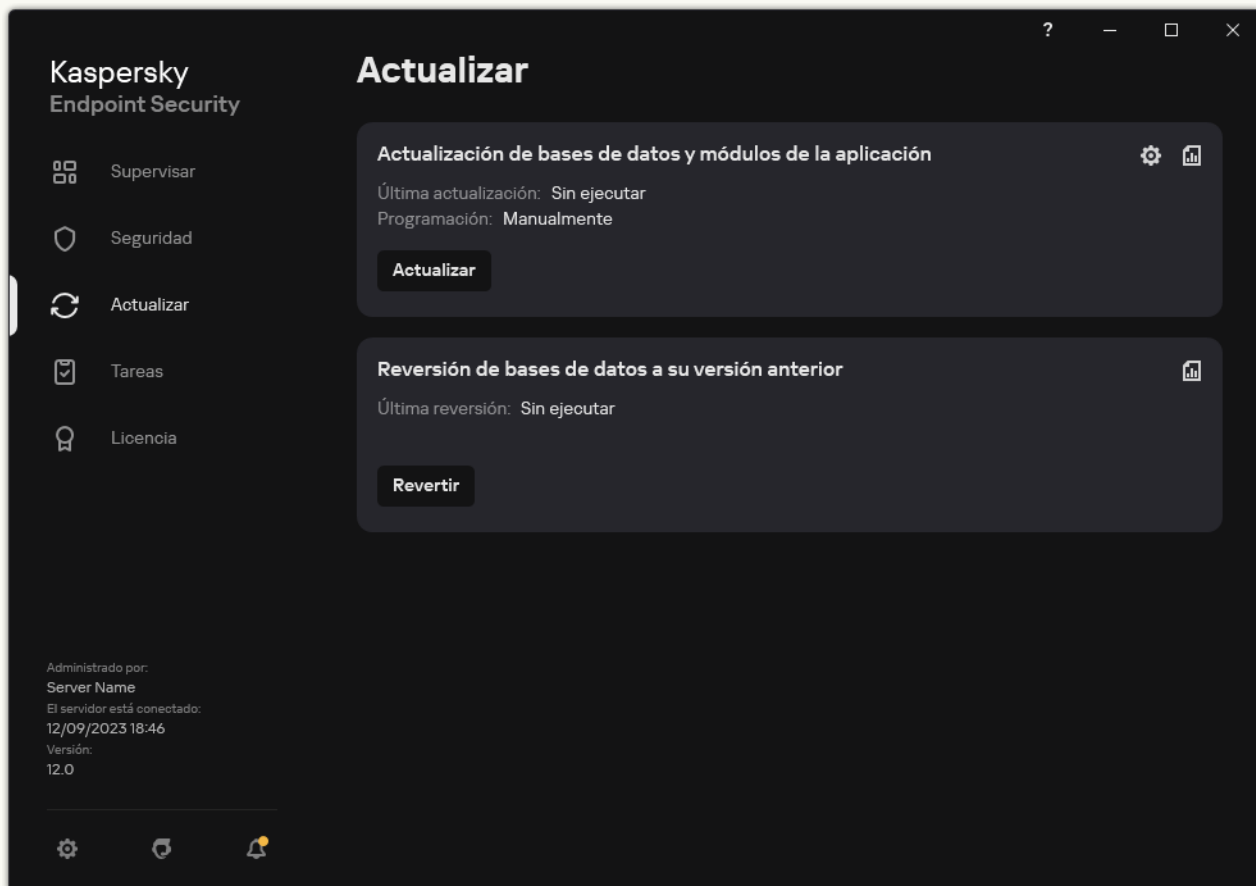 ?
Kaspersky
Endpoint Security
Supervisar
Seguridad
Actualizar
Tareas
Licencia
Administrado por:
Server Name
El servidor está conectado:
12/09/2023 18:46
Versión:
12.0
Actualizar
Actualización de bases de datos y módulos de la aplicación
Última actualización: Sin ejecutar
Programación: Manualmente
Actualizar
Reversión de bases de datos a su versión anterior
Última reversión: Sin ejecutar
Revertir